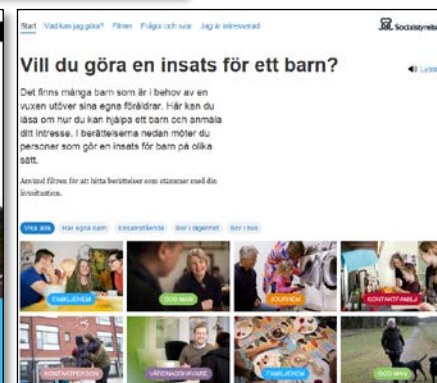 Start Vad kan jag göra? Filmer Frågor och svar Jag är intresserad
Socialstyrelse
Vill du göra en insats för ett barn?
Lyss
Det finns många barn som är i behov av en
vuxen utöver sina egna föräldrar. Här kan du
läsa om hur du kan hjälpa ett barn och anmäla
ditt intresse. I berättelserna nedan möter du
personer som gör en insats för barn på olika
sätt.
Använd filtren för att hitta berättelser som stämmer med din
livssituation.
Visa alla Har egna barn Ensamstående Bor i lägenhet Bor i hus
FAMILJEHEM GOD MAN JOURHEM KONTAKTFAMILJ
KONTAKTPERSON VÅRDNADSHAVARE FAMILJEHEM GOD MAN